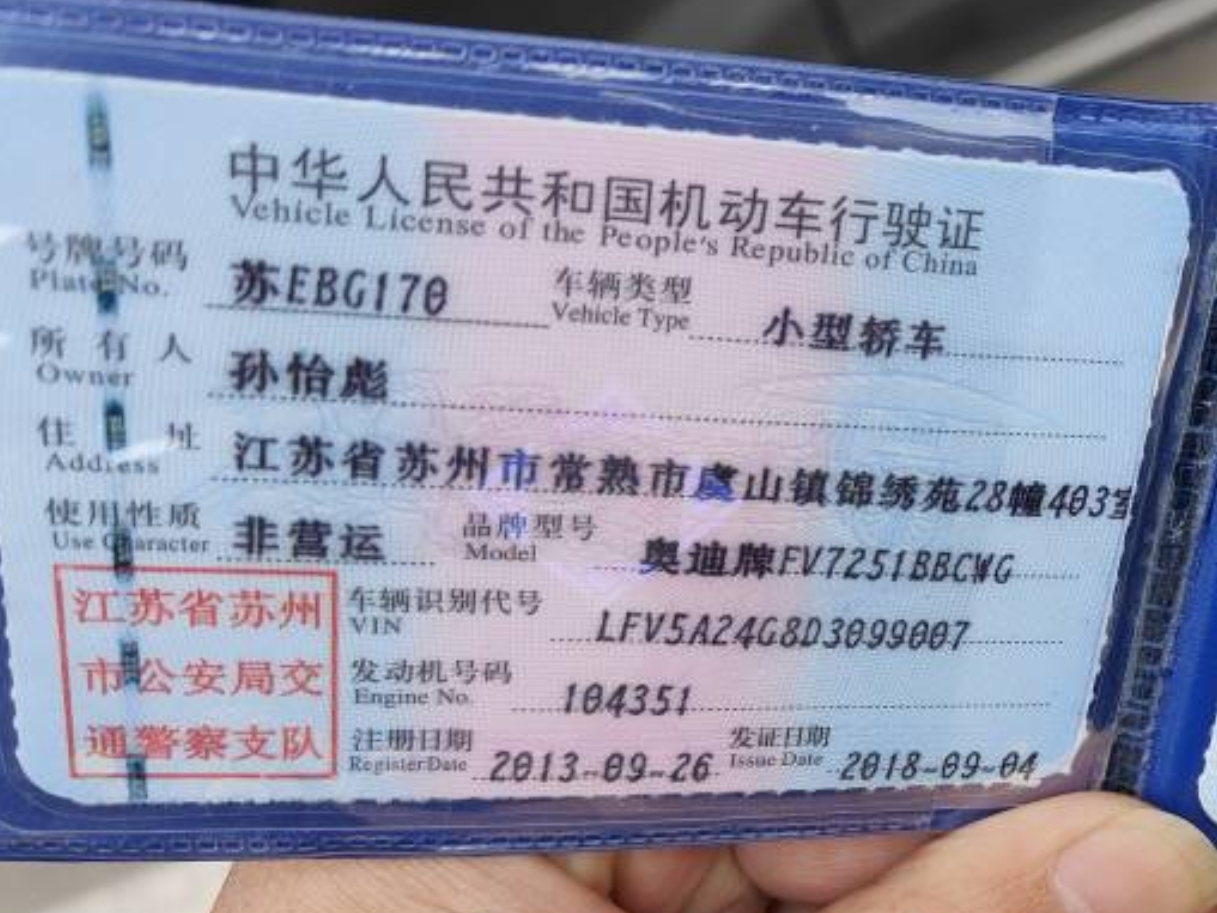 中华人民共和国机动车行驶证
Vehicle License of the People's Republic of China
号牌号码 苏EBG170 车辆类型 小型轿车
Plate No. Vehicle Type
所有人 孙怡彪
Owner
住址 江苏省苏州市常熟市虞山镇锦绣苑28幢403室
Address
使用性质 非营运 品牌型号 奥迪牌FV7251BBCWG
Use Character Model
江苏省苏州
市公安局交
通警察支队
车辆识别代号 LFV5A24G8D3099007
VIN
发动机号码 104351
Engine No.
注册日期 2013-09-26 发证日期 2018-09-04
Register Date Issue Date